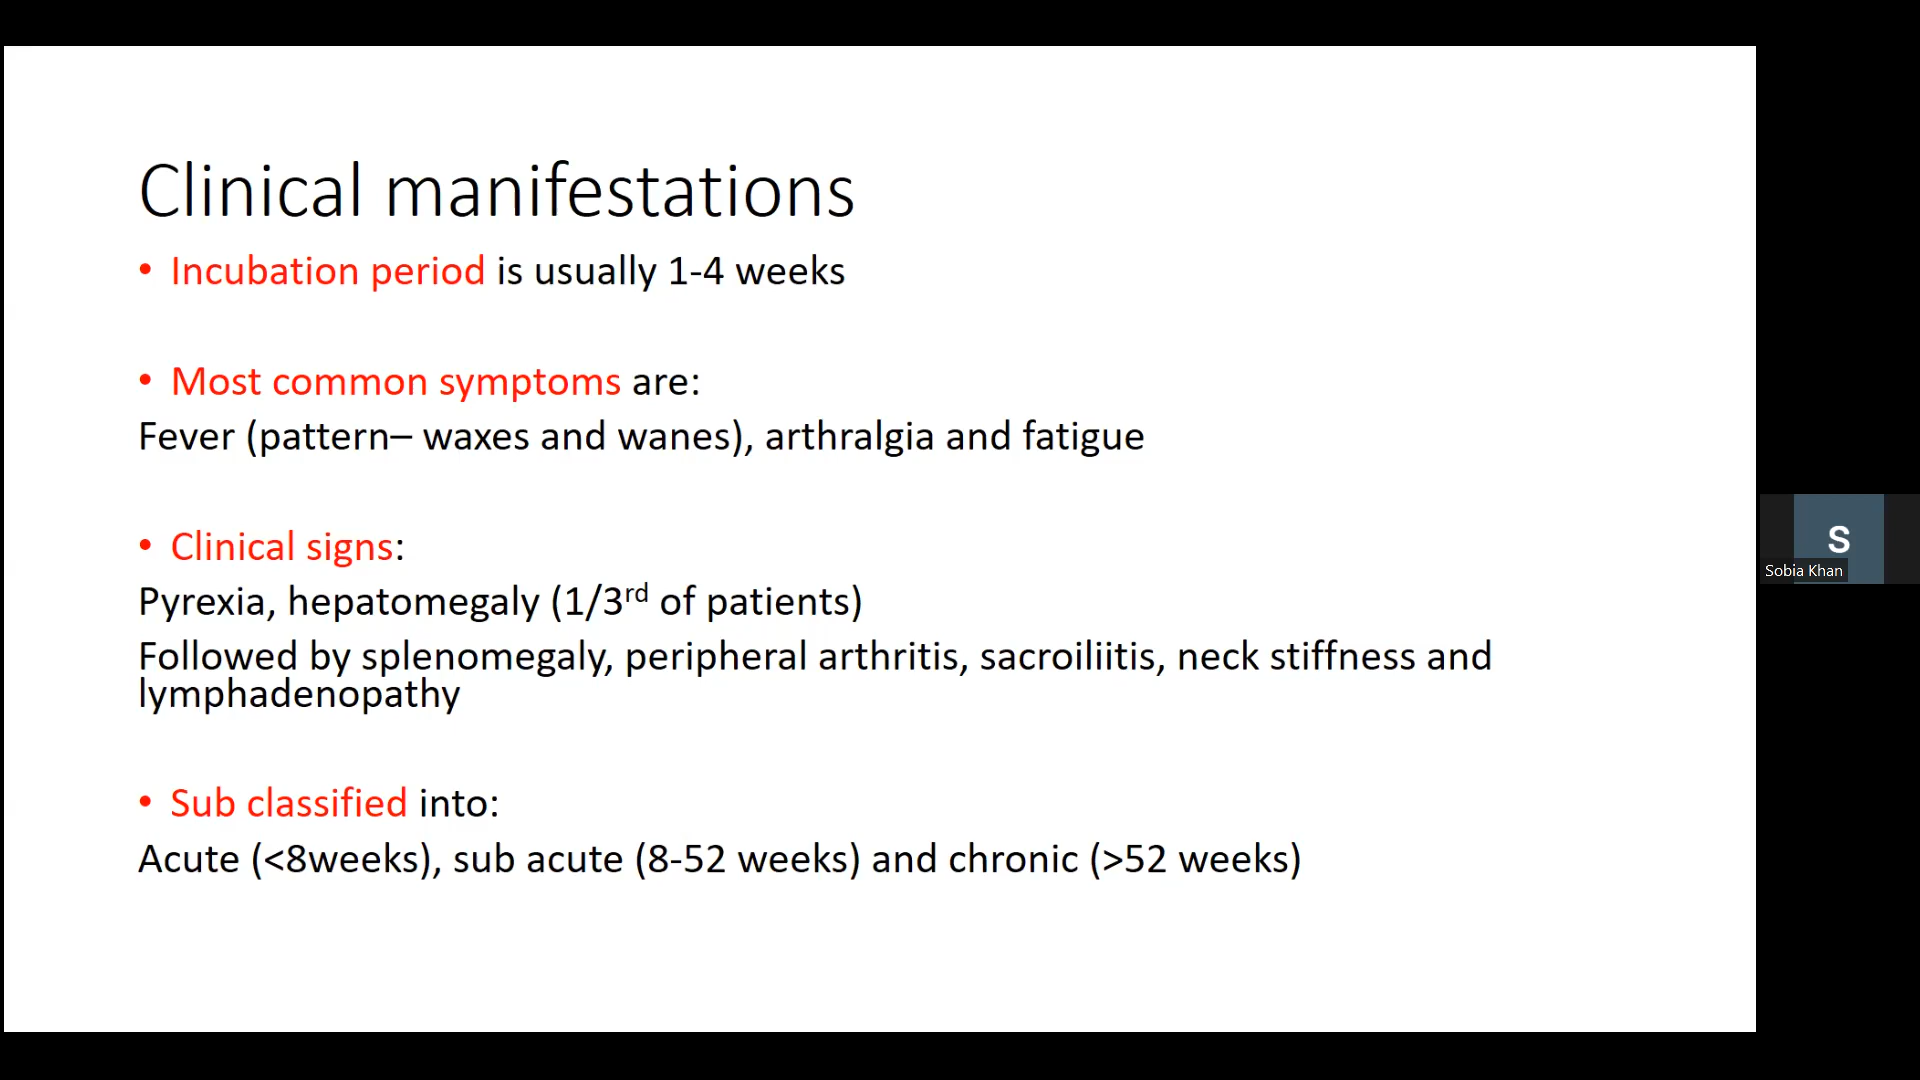 Clinical manifestations
• Incubation period is usually 1-4 weeks
• Most common symptoms are:
Fever (pattern– waxes and wanes), arthralgia and fatigue
• Clinical signs:
Pyrexia, hepatomegaly (1/3rd of patients)
Followed by splenomegaly, peripheral arthritis, sacroiliitis, neck stiffness and
lymphadenopathy
• Sub classified into:
Acute (<8weeks), sub acute (8-52 weeks) and chronic (>52 weeks)
S
Sobia Khan